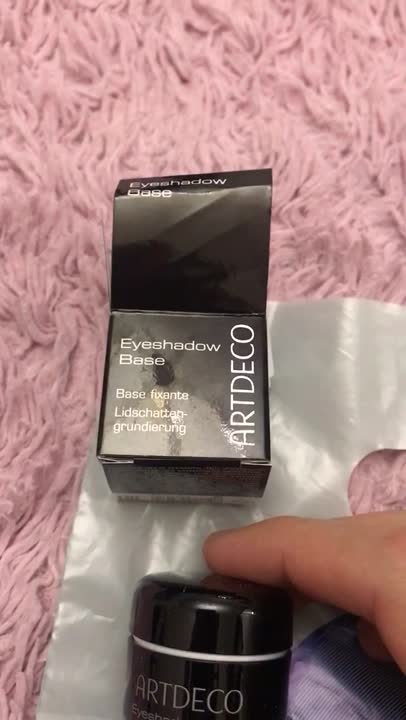 Eyeshadow
Base
Eyeshadow
Base
Base fixante
Lidschatten-
grundierung
ARTDECO
ARTDECO